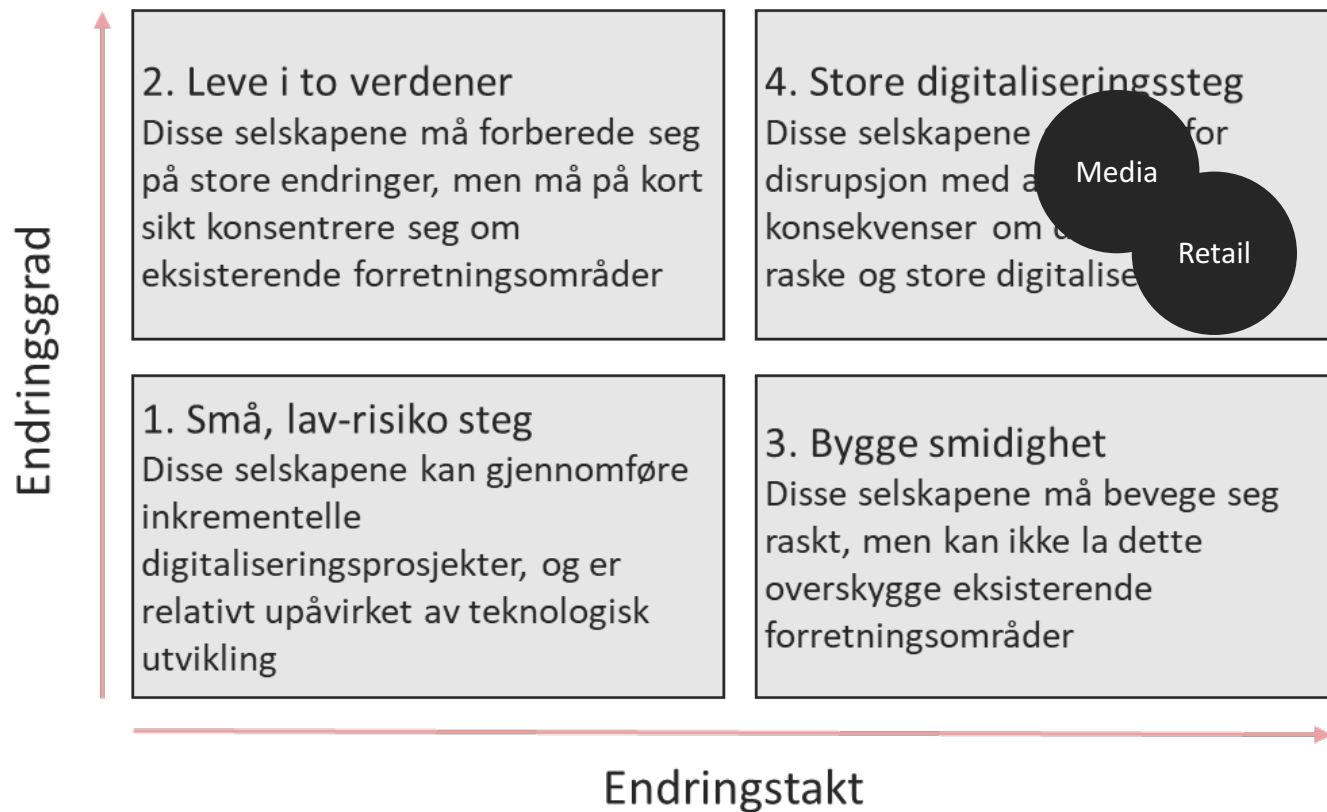 2. Leve i to verdener
Disse selskapene må forberede seg
på store endringer, men må på kort
sikt konsentrere seg om
eksisterende forretningsområder
4. Store digitaliseringssteg
Disse selskapene for
disrupsjon med
konsekvenser om
raske og store
Media
Retail
Endringsgrad
1. Små, lav-risiko steg
Disse selskapene kan gjennomføre
inkrementelle
digitaliseringsprosjekter, og er
relativt upåvirket av teknologisk
utvikling
3. Bygge smidighet
Disse selskapene må bevege seg
raskt, men kan ikke la dette
overskygge eksisterende
forretningsområder
Endringstakt